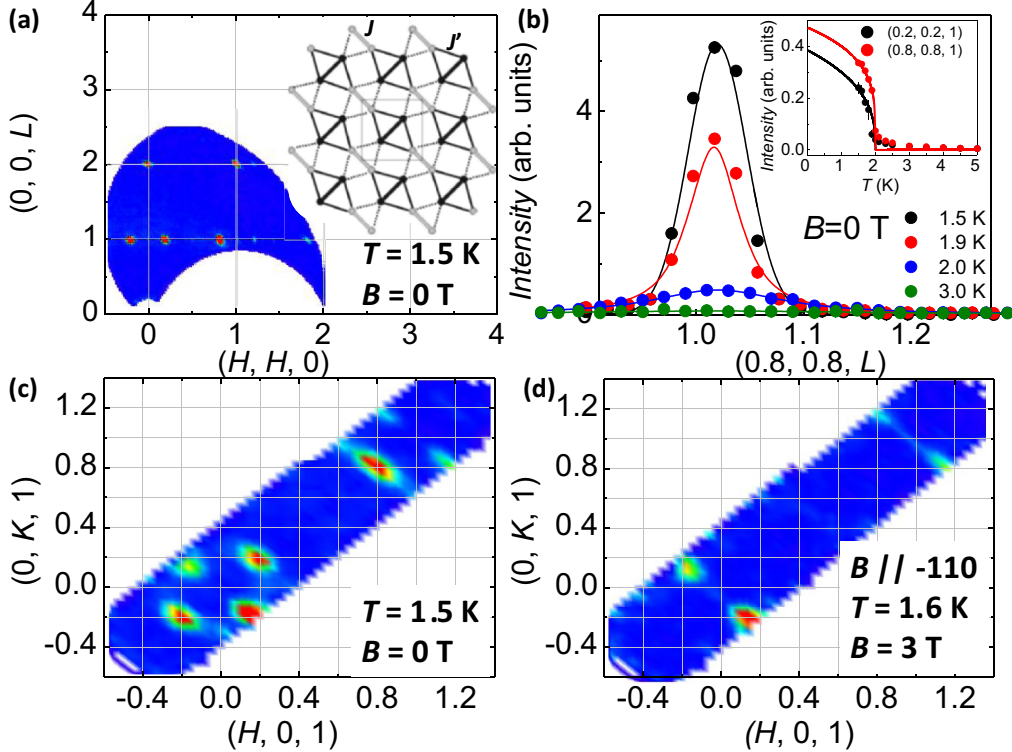 (a)
(0, 0, L)
4
3
2
1
0
J
J'
T = 1.5 K
B = 0 T
0
1
2
3
4
(H, H, 0)
(b)
Intensity (arb. units)
4
2
0
Intensity (arb. units)
0.4
0.2
0.0
(0.2, 0.2, 1)
(0.8, 0.8, 1)
0
1
2
3
4
5
T (K)
B=0 T
1.5 K
1.9 K
2.0 K
3.0 K
1.0
1.1
1.2
(0.8, 0.8, L)
(c)
(0, K, 1)
1.2
0.8
0.4
0.0
-0.4
T = 1.5 K
B = 0 T
-0.4
0.0
0.4
0.8
1.2
(H, 0, 1)
(d)
(0, K, 1)
1.2
0.8
0.4
0.0
-0.4
B // -110
T = 1.6 K
B = 3 T
-0.4
0.0
0.4
0.8
1.2
(H, 0, 1)